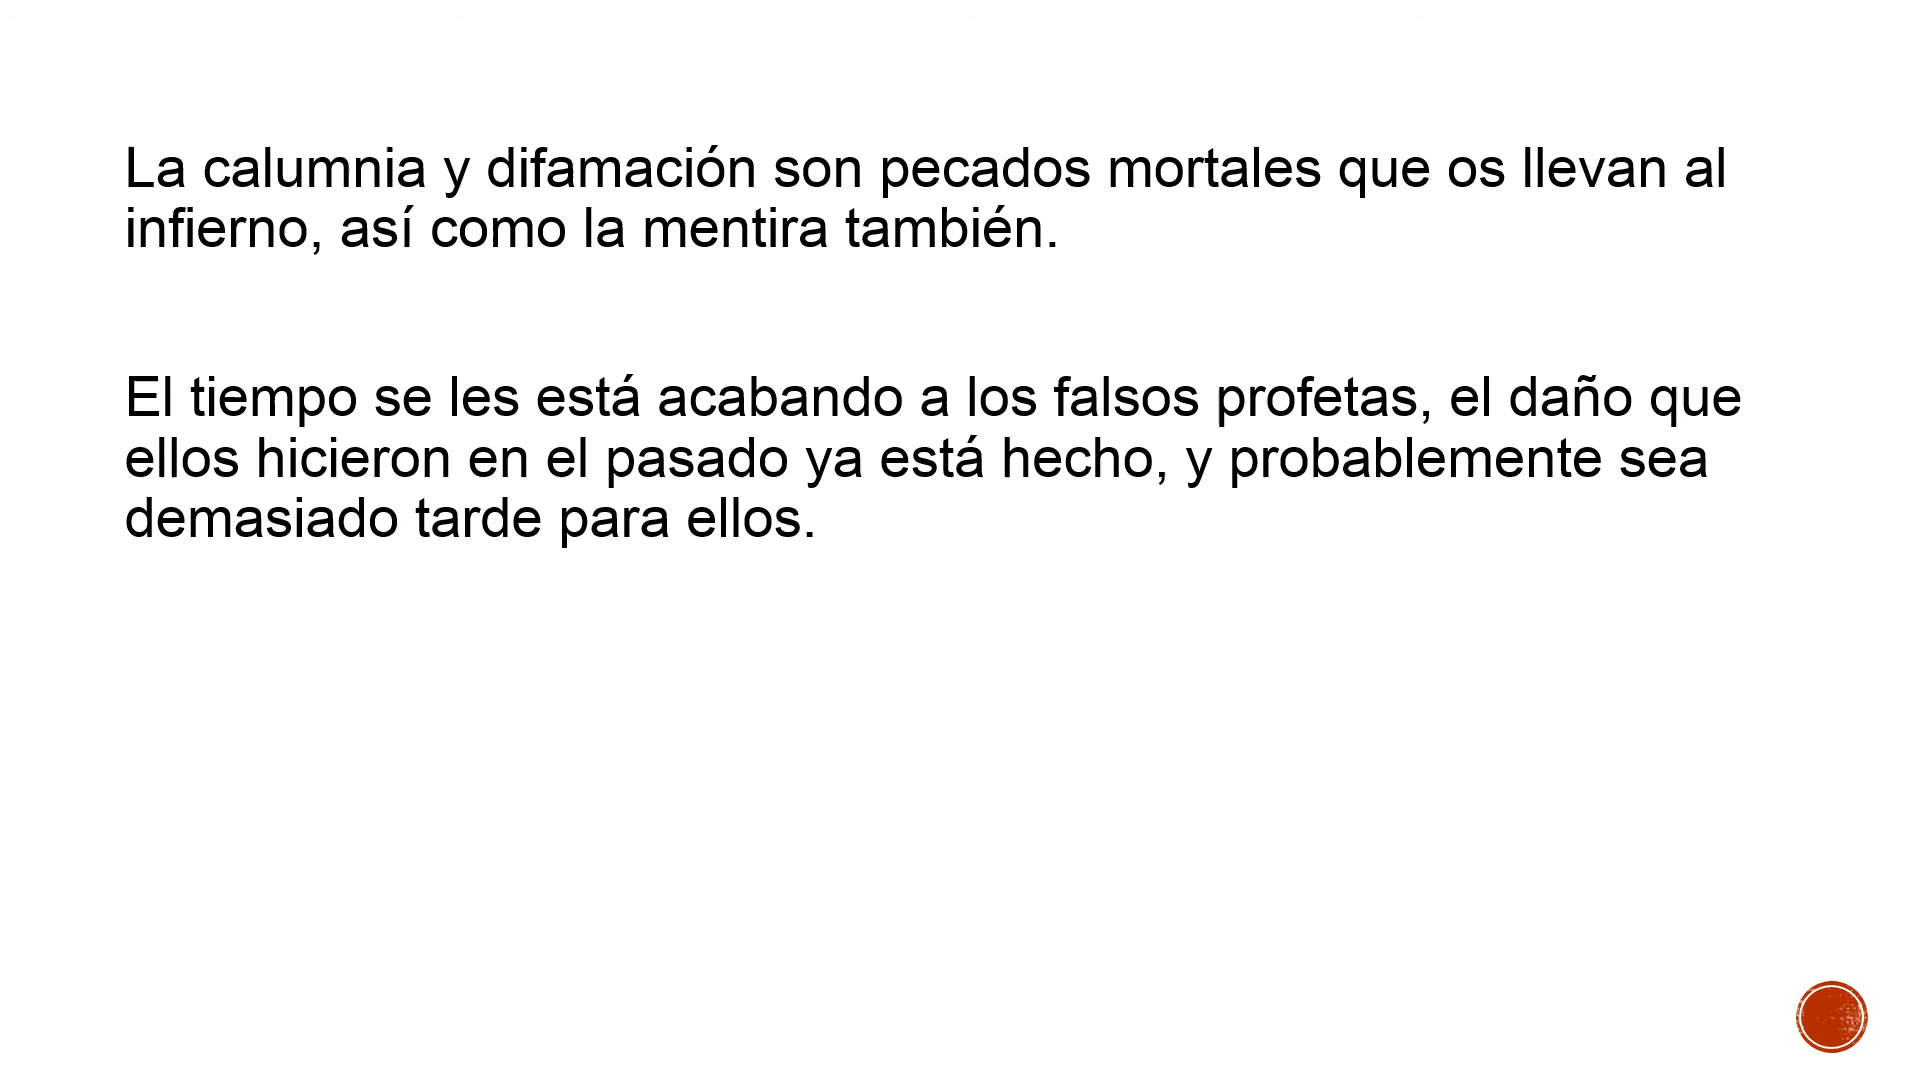 La calumnia y difamación son pecados mortales que os llevan al
infierno, así como la mentira también.
El tiempo se les está acabando a los falsos profetas, el daño que
ellos hicieron en el pasado ya está hecho, y probablemente sea
demasiado tarde para ellos.